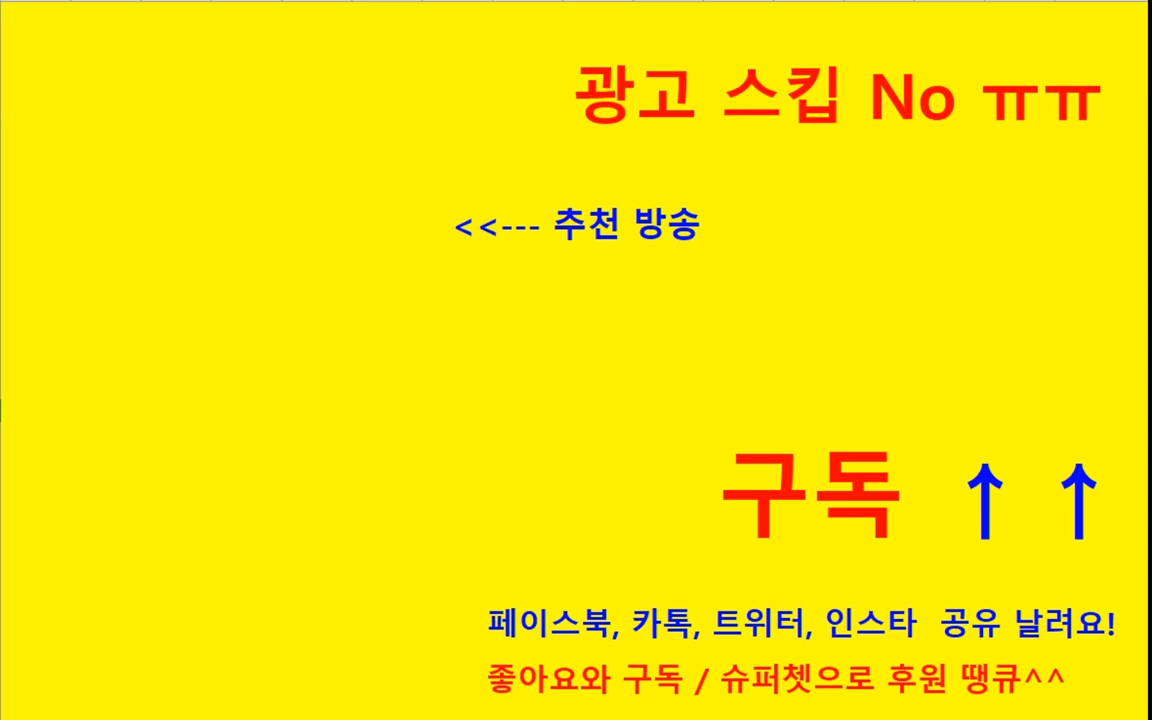 광고 스킵 No ㅠㅠ
<<--- 추천 방송
구독 ↑ ↑
페이스북, 카톡, 트위터, 인스타 공유 날려요!
좋아요와 구독 / 슈퍼쳇으로 후원 땡큐^^